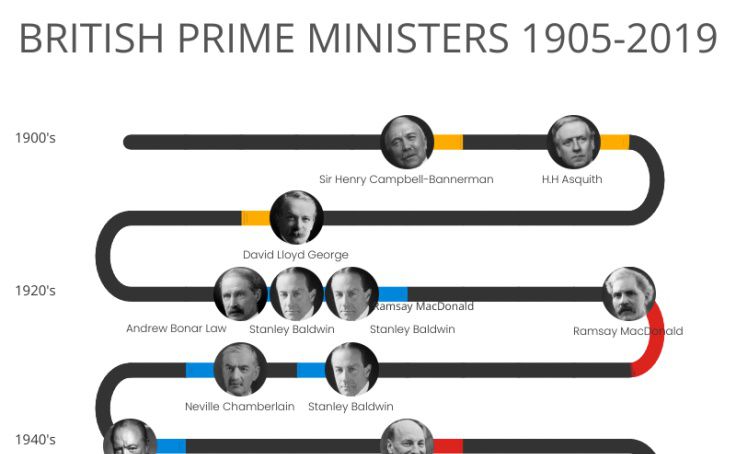 BRITISH PRIME MINISTERS 1905-2019
1900's
Sir Henry Campbell-Bannerman
H.H Asquith
David Lloyd George
1920's
Ramsay MacDonald
Andrew Bonar Law
Stanley Baldwin
Stanley Baldwin
Ramsay MacDonald
Neville Chamberlain
Stanley Baldwin
1940's